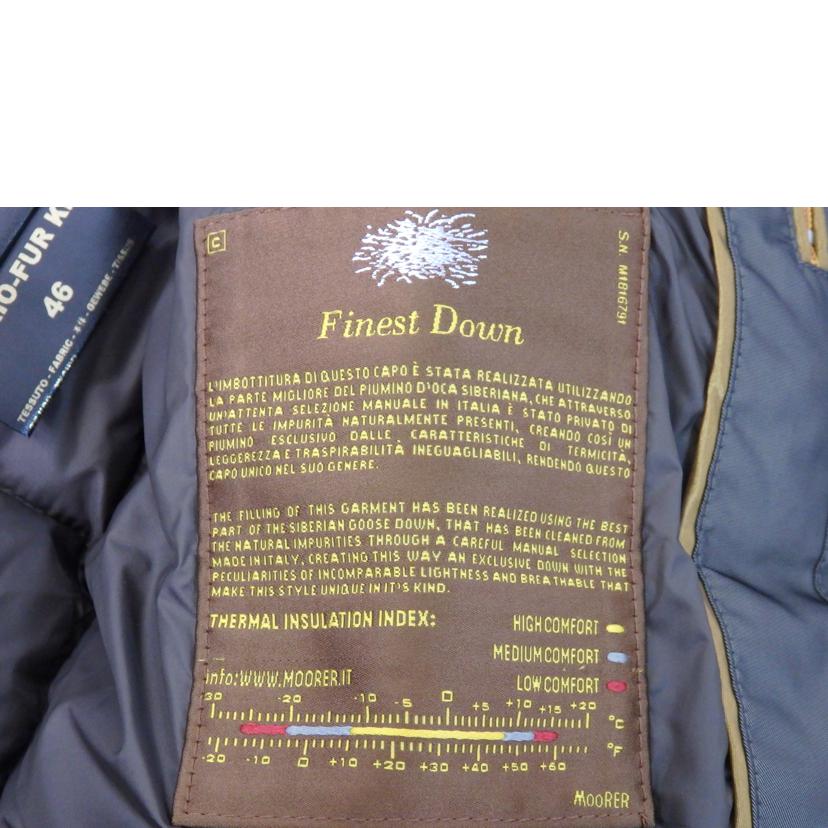 IO-FUR K
46
TESSUTO - FABRIC
C
S.N. M1816791
Finest Down
L'IMBOTTITURA DI QUESTO CAPO È STATA REALIZZATA UTILIZZANDO
LA PARTE MIGLIORE DEL PIUMINO D'OCA SIBERIANA, CHE ATTRAVERSO
UN'ATTENTA SELEZIONE MANUALE IN ITALIA È STATO PRIVATO DI
TUTTE LE IMPURITÀ NATURALMENTE PRESENTI, CREANDO COSÌ UN
PIUMINO ESCLUSIVO DALLE CARATTERISTICHE DI TERMICITÀ,
LEGGEREZZA E TRASPIRABILITÀ INEGUAGLIABILI, RENDENDO QUESTO
CAPO UNICO NEL SUO GENERE.
THE FILLING OF THIS GARMENT HAS BEEN REALIZED USING THE BEST
PART OF THE SIBERIAN GOOSE DOWN, THAT HAS BEEN CLEANED FROM
THE NATURAL IMPURITIES THROUGH A CAREFUL MANUAL SELECTION
MADE IN ITALY, CREATING THIS WAY AN EXCLUSIVE DOWN WITH THE
PECULIARITIES OF INCOMPARABLE LIGHTNESS AND BREATHABLE THAT
MAKE THIS STYLE UNIQUE IN IT'S KIND.
THERMAL INSULATION INDEX:
HIGH COMFORT
MEDIUM COMFORT
LOW COMFORT
info:WWW.MOORER.IT
30 -20 -10 -5 0 +5 +10 +15 +20 °C
-20 -10 0 +10 +20 +30 +40 +50 +60 °F
MOORER